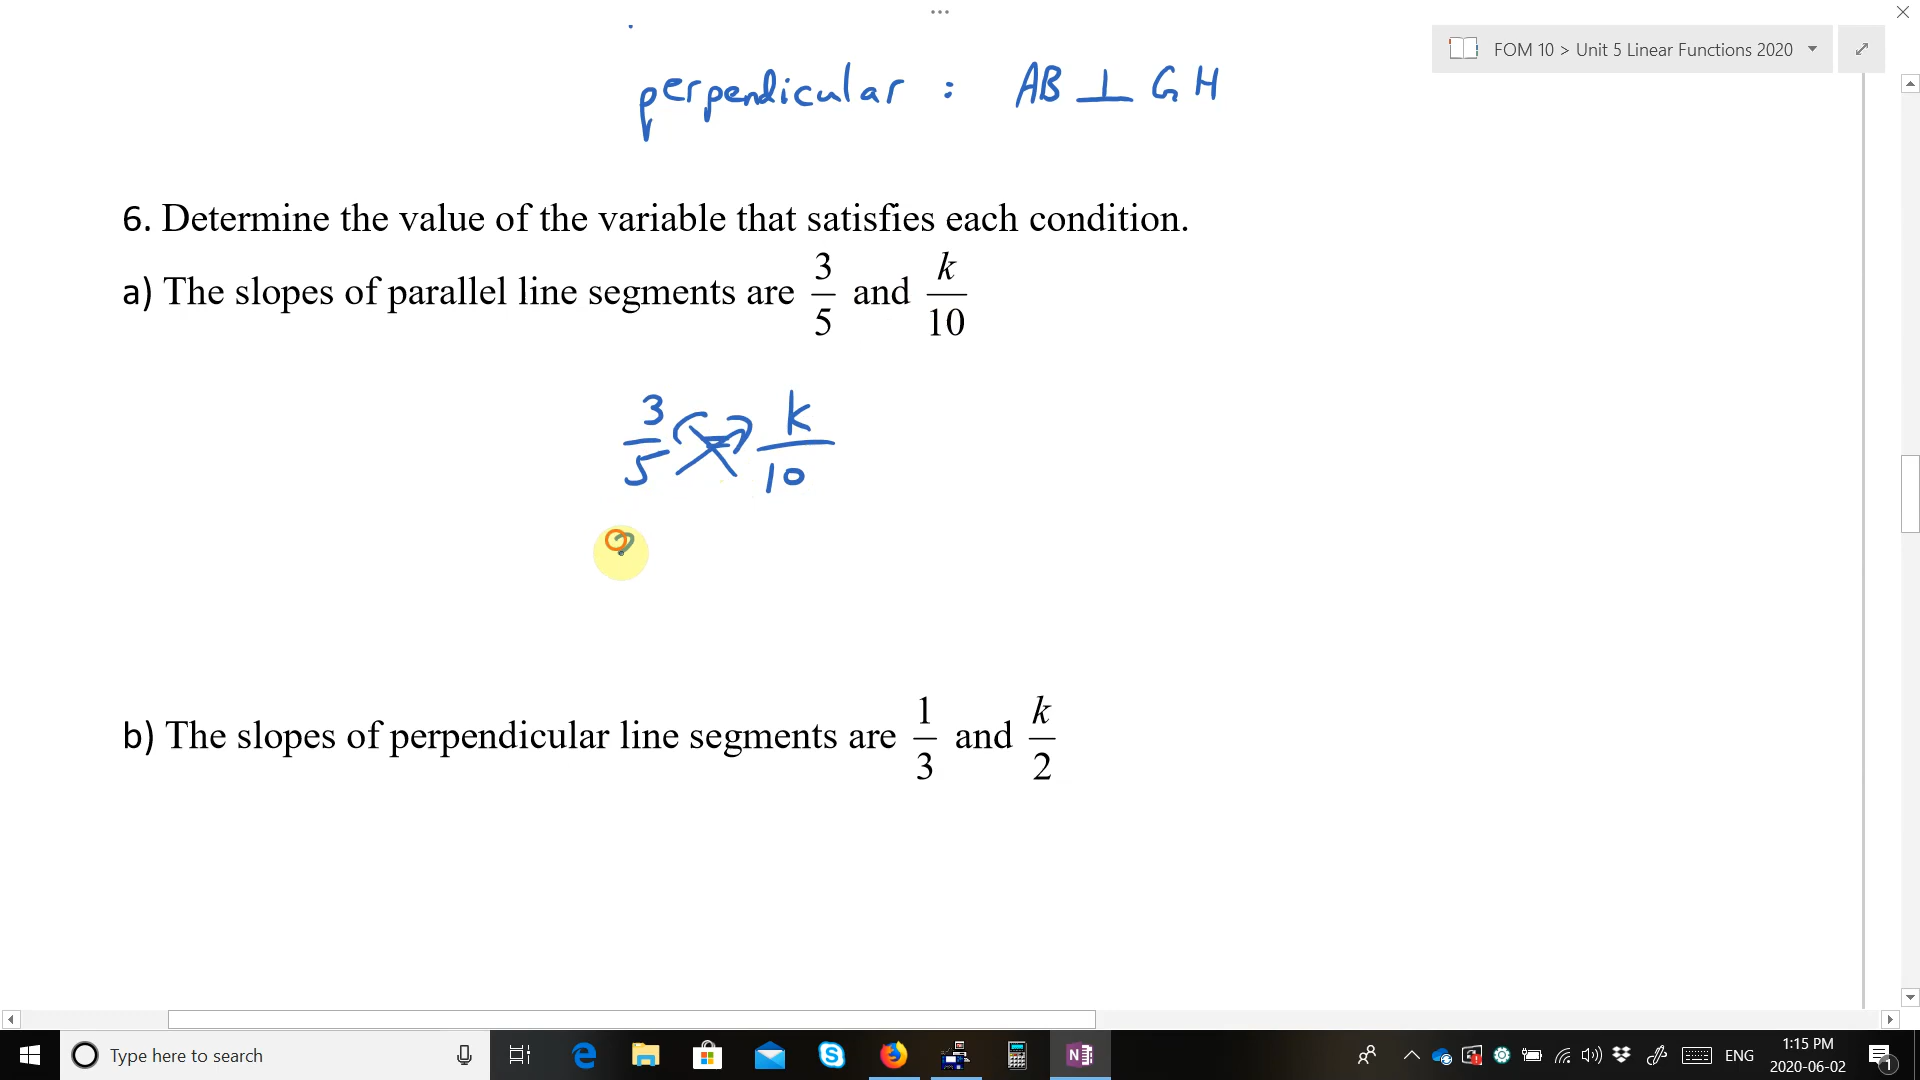 FOM 10 > Unit 5 Linear Functions 2020
perpendicular : AB ⊥ GH
6. Determine the value of the variable that satisfies each condition.
a) The slopes of parallel line segments are 3/5 and k/10
3/5 = k/10
b) The slopes of perpendicular line segments are 1/3 and k/2
Type here to search
ENG
1:15 PM
2020-06-02
1